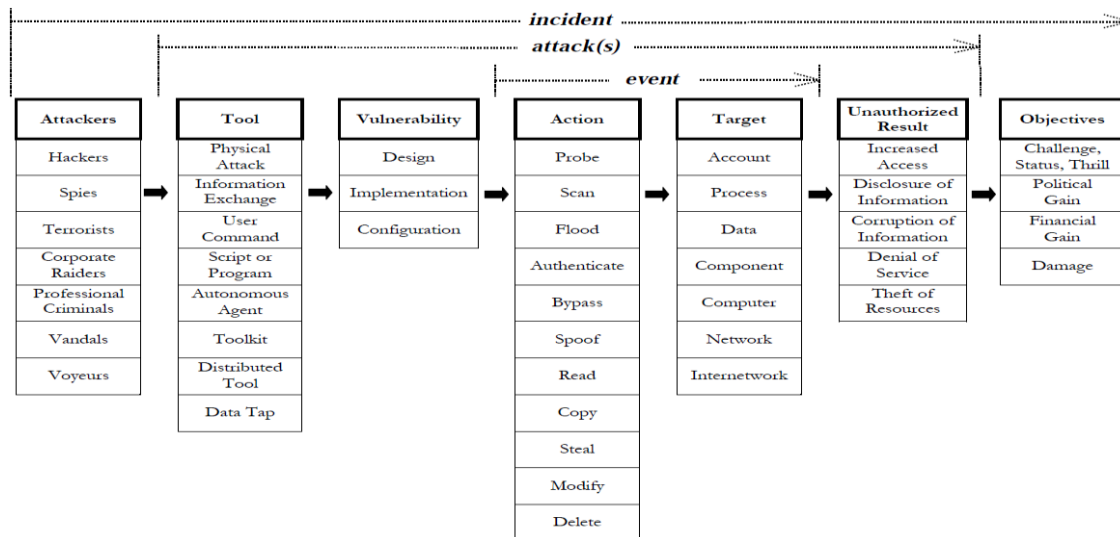 incident
attack(s)
event
Attackers
Hackers
Spies
Terrorists
Corporate
Raiders
Professional
Criminals
Vandals
Voyeurs
Tool
Physical
Attack
Information
Exchange
User
Command
Script or
Program
Autonomous
Agent
Toolkit
Distributed
Tool
Data Tap
Vulnerability
Design
Implementation
Configuration
Action
Probe
Scan
Flood
Authenticate
Bypass
Spoof
Read
Copy
Steal
Modify
Delete
Target
Account
Process
Data
Component
Computer
Network
Internetwork
Unauthorized
Result
Increased
Access
Disclosure of
Information
Corruption of
Information
Denial of
Service
Theft of
Resources
Objectives
Challenge,
Status, Thrill
Political
Gain
Financial
Gain
Damage